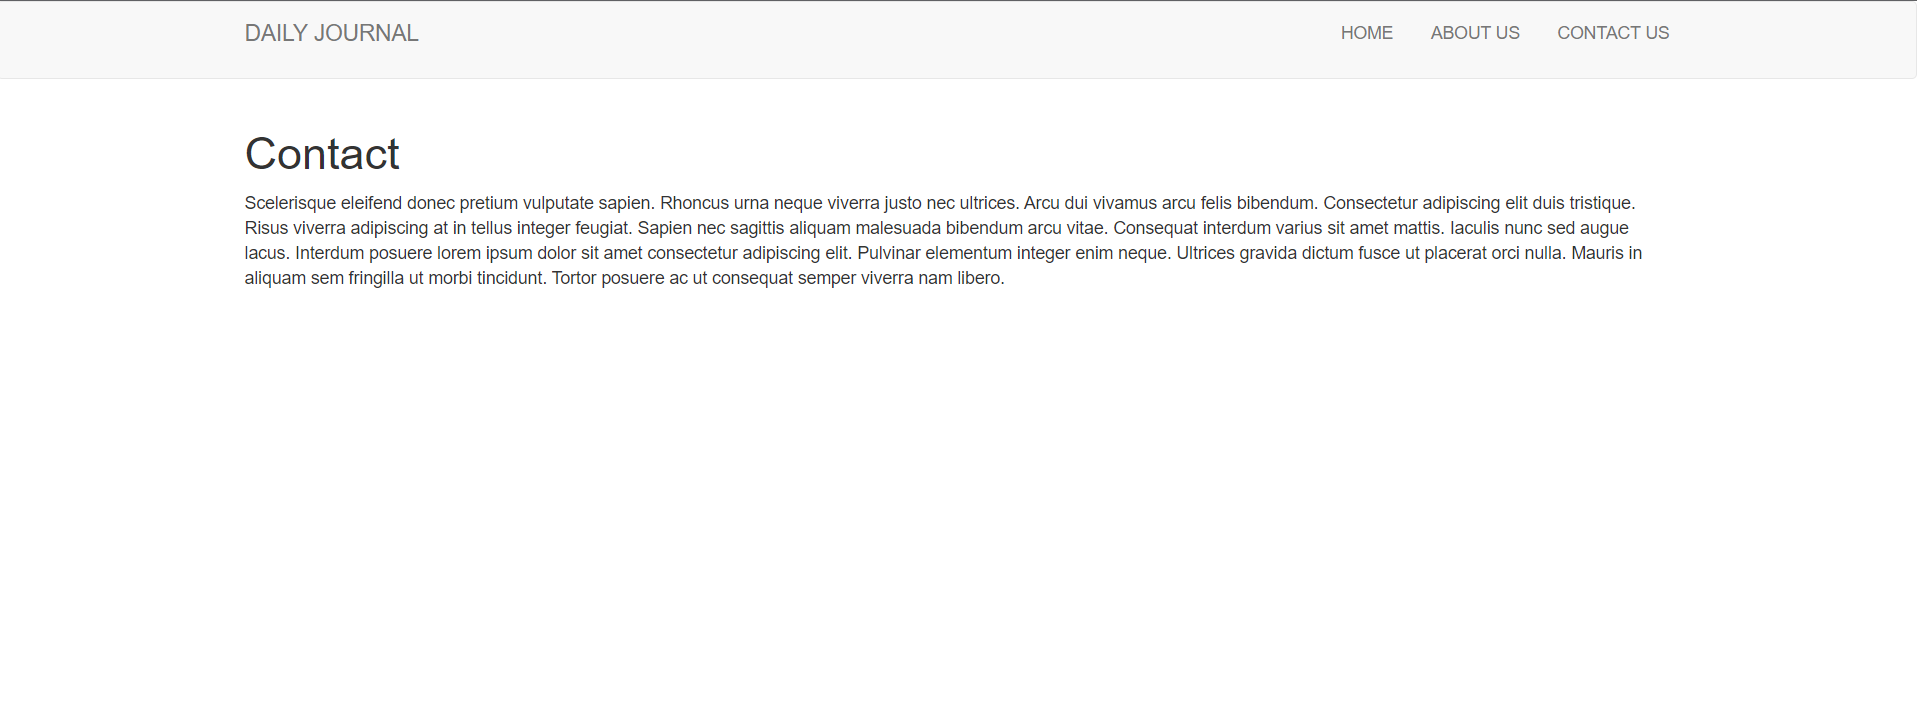 DAILY JOURNAL HOME ABOUT US CONTACT US
Contact
Scelerisque eleifend donec pretium vulputate sapien. Rhoncus urna neque viverra justo nec ultrices. Arcu dui vivamus arcu felis bibendum. Consectetur adipiscing elit duis tristique.
Risus viverra adipiscing at in tellus integer feugiat. Sapien nec sagittis aliquam malesuada bibendum arcu vitae. Consequat interdum varius sit amet mattis. Iaculis nunc sed augue
lacus. Interdum posuere lorem ipsum dolor sit amet consectetur adipiscing elit. Pulvinar elementum integer enim neque. Ultrices gravida dictum fusce ut placerat orci nulla. Mauris in
aliquam sem fringilla ut morbi tincidunt. Tortor posuere ac ut consequat semper viverra nam libero.